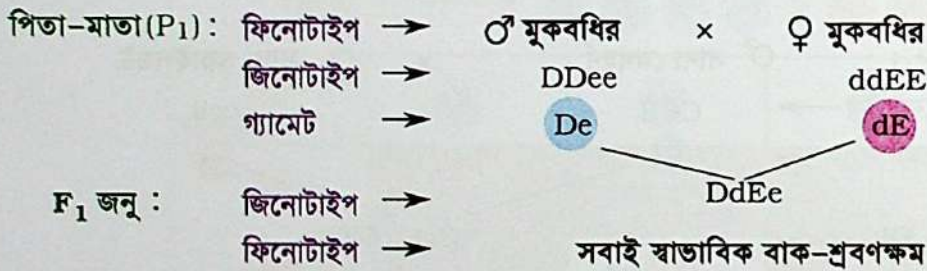 পিতা-মাতা(P₁) : ফিনোটাইপ → ♂ মূকবধির × ♀ মূকবধির
জিনোটাইপ → DDee ddEE
গ্যামেট → De dE
F₁ জনু : জিনোটাইপ → DdEe
ফিনোটাইপ → সবাই স্বাভাবিক বাক-শ্রবণক্ষম